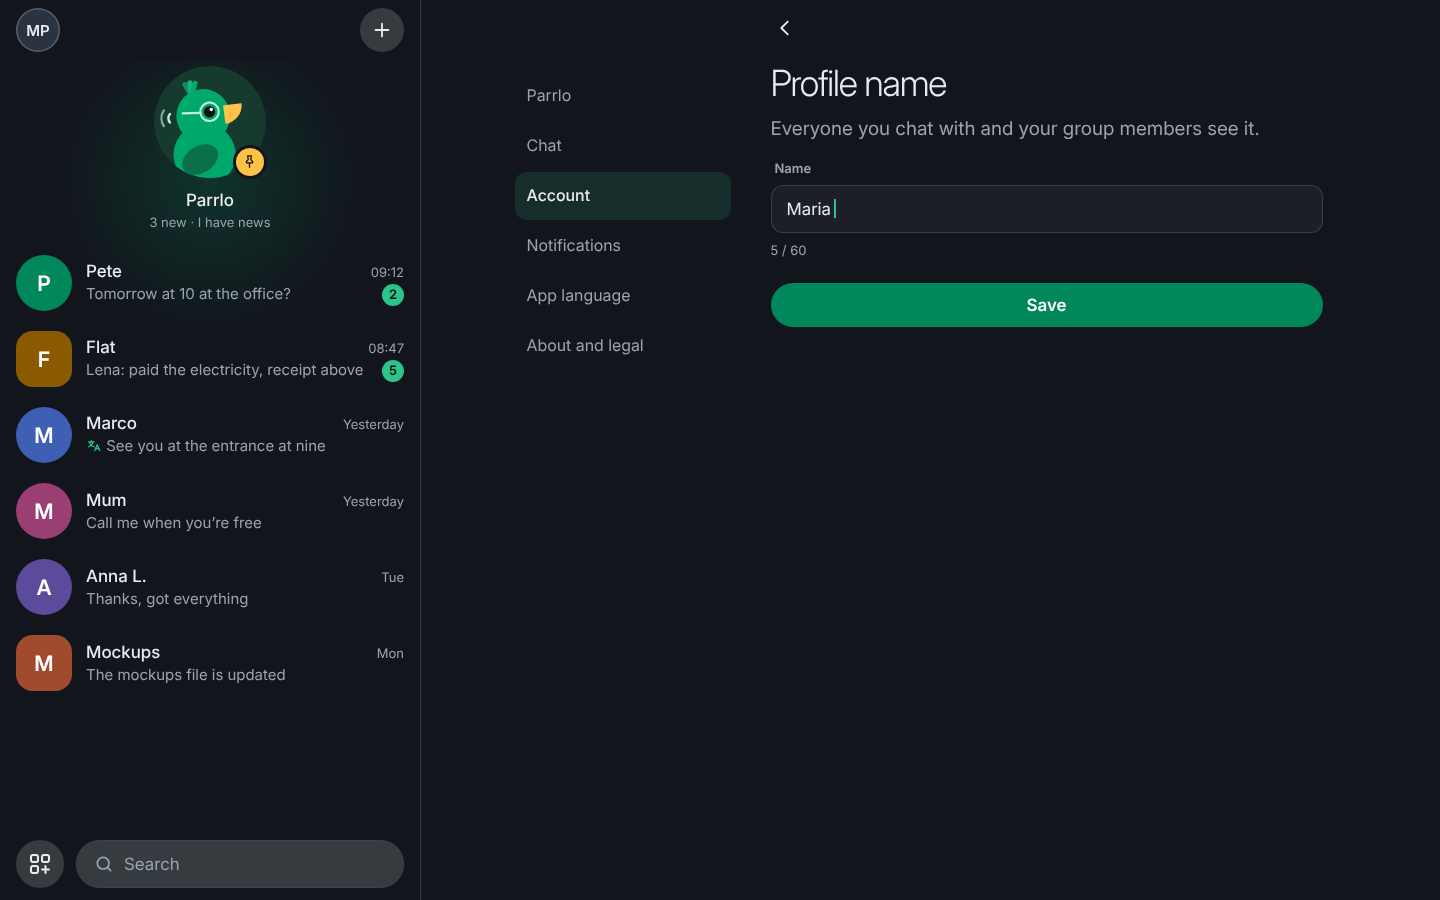 MP
Parrlo
3 new · I have news
P
Pete
09:12
Tomorrow at 10 at the office?
2
F
Flat
08:47
Lena: paid the electricity, receipt above
5
M
Marco
Yesterday
See you at the entrance at nine
M
Mum
Yesterday
Call me when you’re free
A
Anna L.
Tue
Thanks, got everything
M
Mockups
Mon
The mockups file is updated
Search
Parrlo
Chat
Account
Notifications
App language
About and legal
Profile name
Everyone you chat with and your group members see it.
Name
Maria
5 / 60
Save